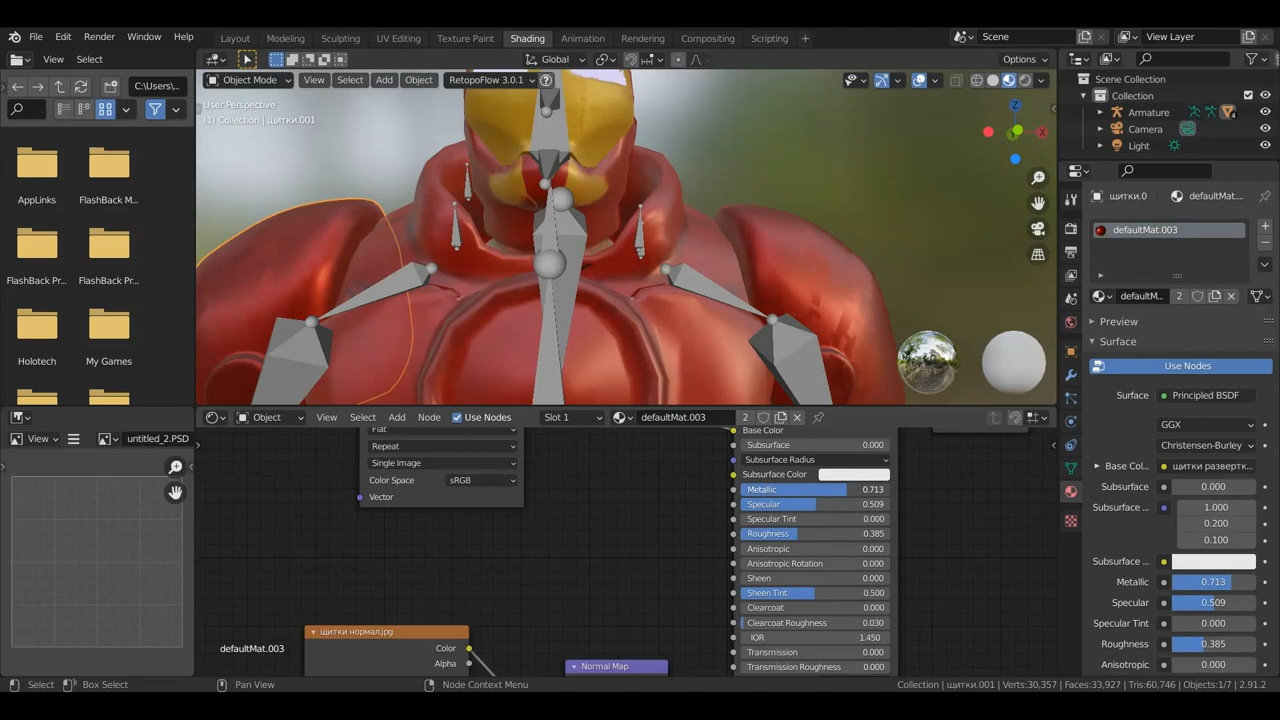 File Edit Render Window Help
Layout Modeling UV Editing Texture Paint Shading Animation Rendering Compositing Scripting +
Scene
View Layer
View Select
Global
Options
C:\Users\...
Object Mode View Select Add Object RetopoFlow 3.0.1
User Perspective
(1) Collection | щитки.001
X
Z
AppLinks
FlashBack M...
FlashBack Pr...
FlashBack Pr...
Holotech
My Games
Scene Collection
Collection
Armature
4
Camera
Light
щитки.0
defaultMat...
defaultMat.003
defaultM...
2
Preview
Surface
Use Nodes
Surface
Principled BSDF
GGX
Christensen-Burley
Base Col...
щитки развертк...
Subsurface
0.000
Subsurface ...
1.000
0.200
0.100
Subsurface ...
Metallic
0.713
Specular
0.509
Specular Tint
0.000
Roughness
0.385
Anisotropic
0.000
View
untitled_2.PSD
Object View Select Add Node Use Nodes Slot 1 defaultMat.003 2
Flat
Repeat
Single Image
Color Space
sRGB
Vector
Base Color
Subsurface 0.000
Subsurface Radius
Subsurface Color
Metallic 0.713
Specular 0.509
Specular Tint 0.000
Roughness 0.385
Anisotropic 0.000
Anisotropic Rotation 0.000
Sheen 0.000
Sheen Tint 0.500
Clearcoat 0.000
Clearcoat Roughness 0.030
IOR 1.450
Transmission 0.000
Transmission Roughness 0.000
щитки нормал.jpg
Color
Alpha
Normal Map
defaultMat.003
Select Box Select Pan View Node Context Menu
Collection | щитки.001 | Verts:30,357 | Faces:33,927 | Tris:60,746 | Objects:1/7 | 2.91.2